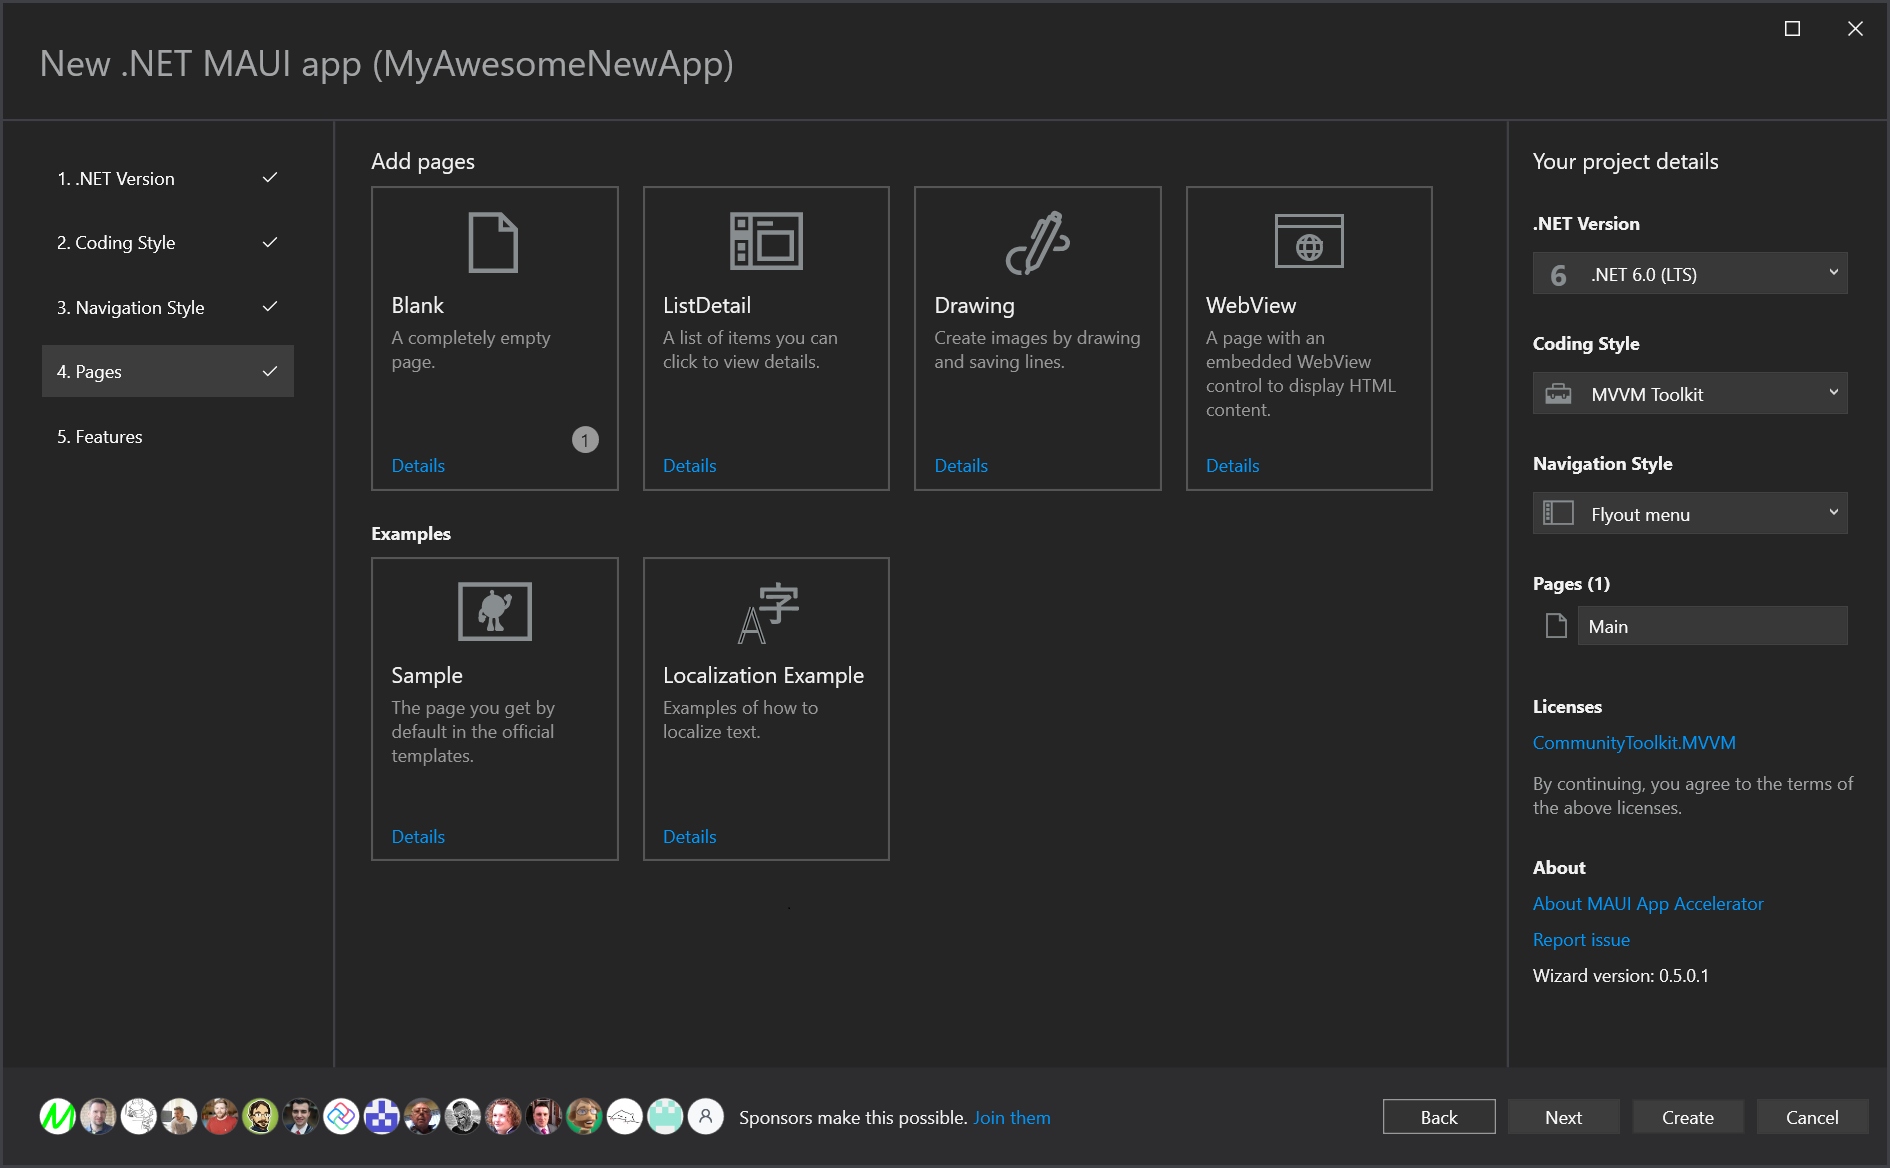 New .NET MAUI app (MyAwesomeNewApp)
1. .NET Version
2. Coding Style
3. Navigation Style
4. Pages
5. Features
Add pages
Blank
A completely empty
page.
1
Details
ListDetail
A list of items you can
click to view details.
Details
Drawing
Create images by drawing
and saving lines.
Details
WebView
A page with an
embedded WebView
control to display HTML
content.
Details
Examples
Sample
The page you get by
default in the official
templates.
Details
A字
Localization Example
Examples of how to
localize text.
Details
Your project details
.NET Version
6 .NET 6.0 (LTS)
Coding Style
MVVM Toolkit
Navigation Style
Flyout menu
Pages (1)
Main
Licenses
CommunityToolkit.MVVM
By continuing, you agree to the terms of
the above licenses.
About
About MAUI App Accelerator
Report issue
Wizard version: 0.5.0.1
Sponsors make this possible. Join them
Back
Next
Create
Cancel